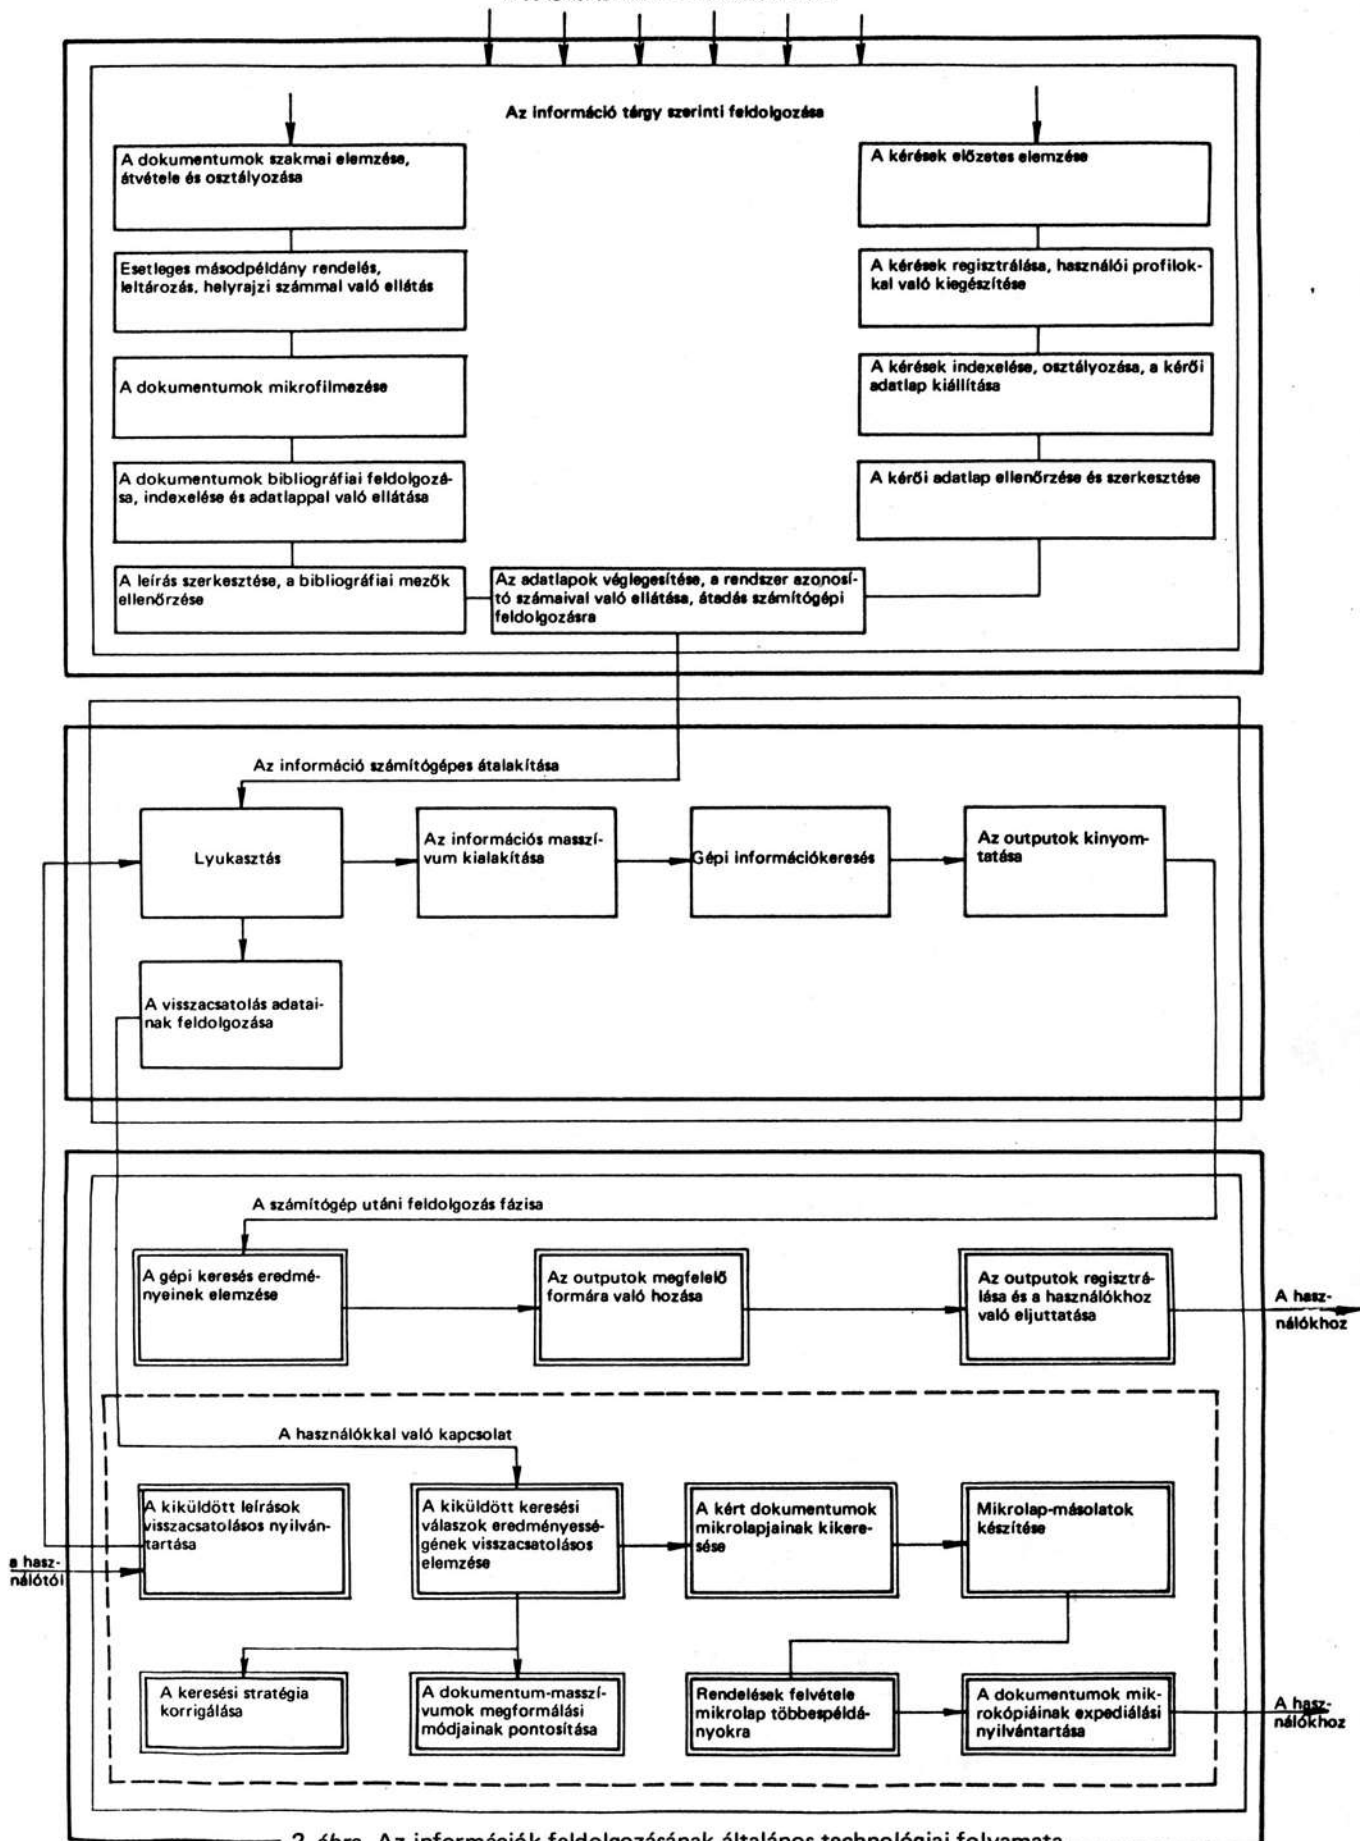 Az információ tárgy szerinti feldolgozása
A dokumentumok szakmai elemzése,
átvétele és osztályozása
Esetleges másodpéldány rendelés,
leltározás, helyrajzi számmal való ellátás
A dokumentumok mikrofilmezése
A dokumentumok bibliográfiai feldolgozá-
sa, indexelése és adatlappal való ellátása
A leírás szerkesztése, a bibliográfiai mezők
ellenőrzése
A kérések előzetes elemzése
A kérések regisztrálása, használói profilok-
kal való kiegészítése
A kérések indexelése, osztályozása, a kérői
adatlap kiállítása
A kérői adatlap ellenőrzése és szerkesztése
Az adatlapok véglegesítése, a rendszer azonosí-
tó számaival való ellátása, átadás számítógépi
feldolgozásra
Az információ számítógépes átalakítása
Lyukasztás
Az információs masszí-
vum kialakítása
Gépi információkeresés
Az outputok kinyom-
tatása
A visszacsatolás adatai-
nak feldolgozása
A számítógép utáni feldolgozás fázisa
A gépi keresés eredmé-
nyeinek elemzése
Az outputok megfelelő
formára való hozása
Az outputok regisztrá-
lása és a használókhoz
való eljuttatása
A hasz-
nálókhoz
A használókkal való kapcsolat
a hasz-
nálótól
A kiküldött leírások
visszacsatolásos nyilván-
tartása
A kiküldött keresési
válaszok eredményessé-
gének visszacsatolásos
elemzése
A kért dokumentumok
mikrolapjainak kikere-
sése
Mikrolap-másolatok
készítése
A keresési stratégia
korrigálása
A dokumentum-masszí-
vumok megformálási
módjainak pontosítása
Rendelések felvétele
mikrolap többespéldá-
nyokra
A dokumentumok mik-
rokópiáinak expediálási
nyilvántartása
A hasz-
nálókhoz
2. ábra Az információk feldolgozásának általános technológiai folyamata